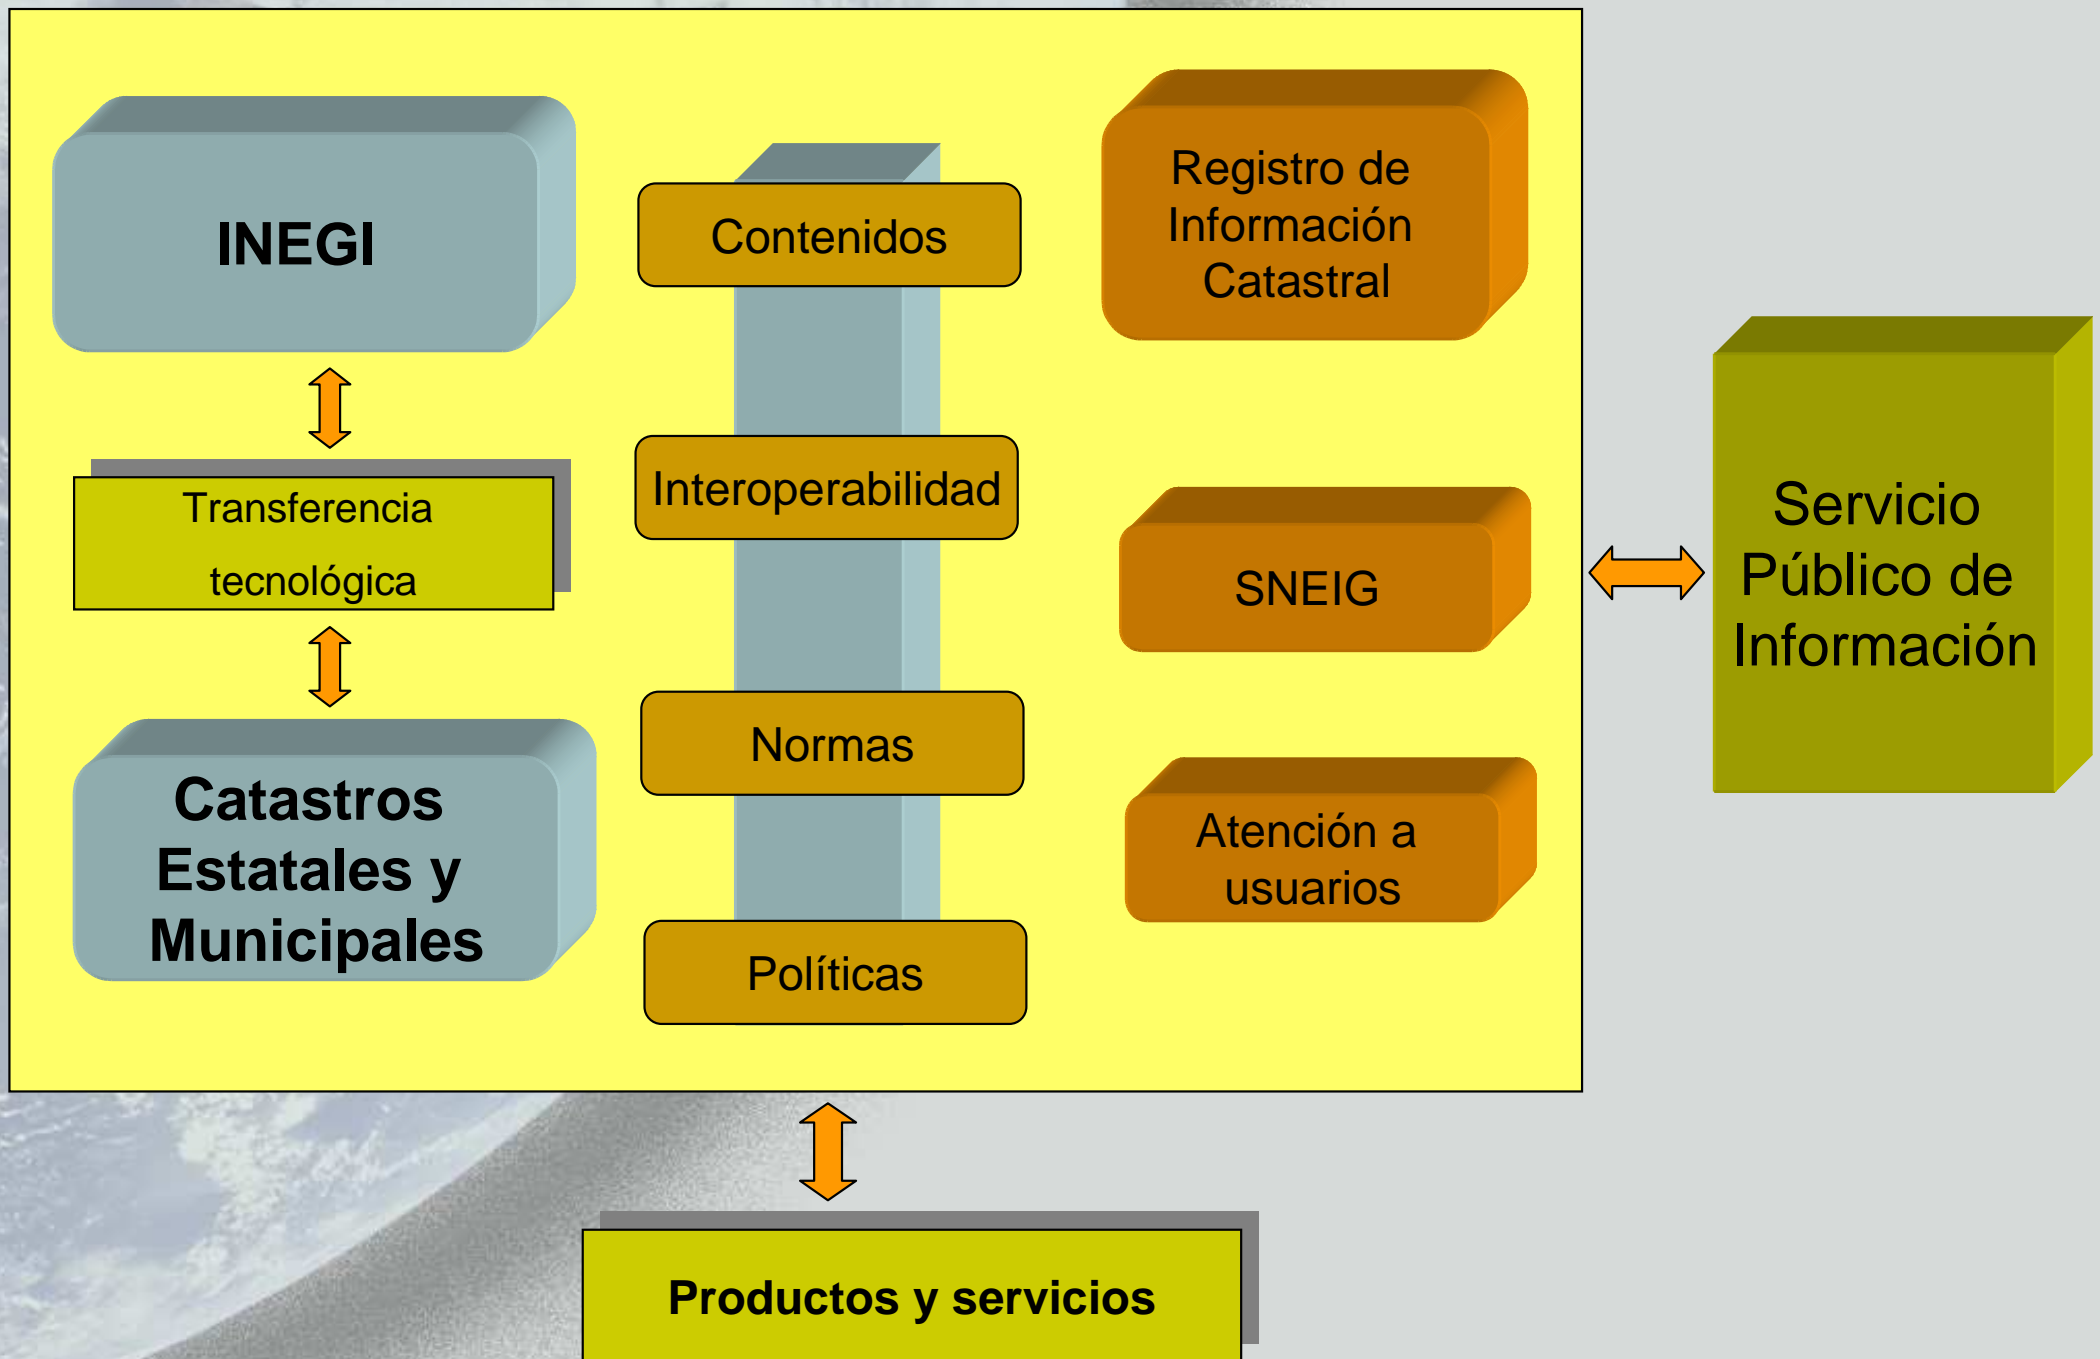 INEGI
Transferencia
tecnológica
Catastros
Estatales y
Municipales
Contenidos
Interoperabilidad
Normas
Políticas
Registro de
Información
Catastral
SNEIG
Atención a
usuarios
Servicio
Público de
Información
Productos y servicios